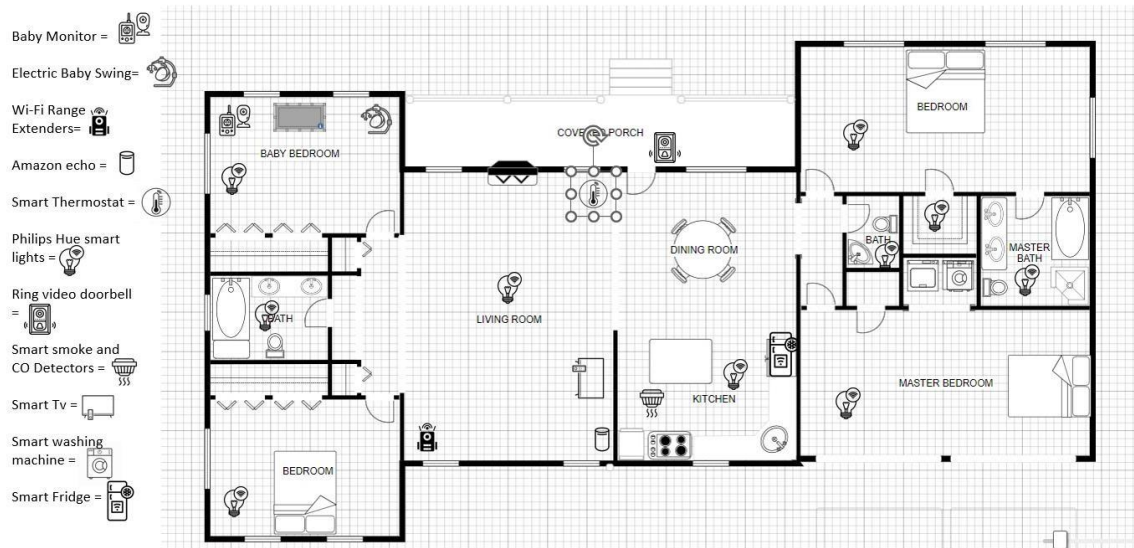 Baby Monitor =
Electric Baby Swing=
Wi-Fi Range
Extenders=
Amazon echo =
Smart Thermostat =
Philips Hue smart
lights =
Ring video doorbell
=
Smart smoke and
CO Detectors =
Smart Tv =
Smart washing
machine =
Smart Fridge =
BEDROOM
PORCH
BABY BEDROOM
DINING ROOM
BATH
MASTER
BATH
LIVING ROOM
BATH
MASTER BEDROOM
KITCHEN
BEDROOM